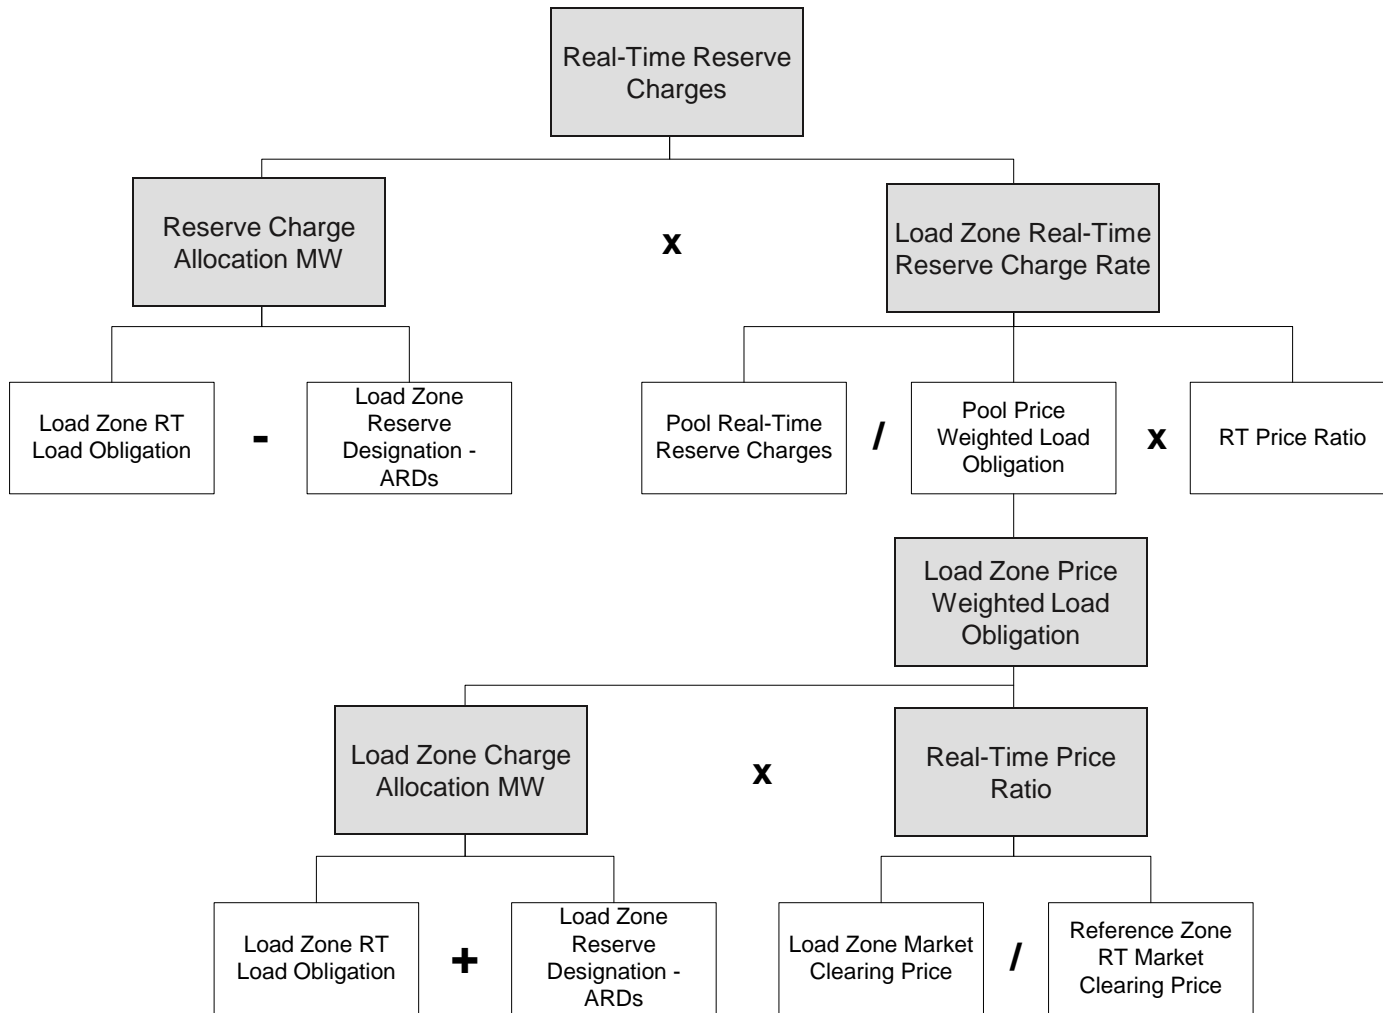 Real-Time Reserve
Charges
Reserve Charge
Allocation MW
x
Load Zone Real-Time
Reserve Charge Rate
Load Zone RT
Load Obligation
-
Load Zone
Reserve
Designation -
ARDs
Pool Real-Time
Reserve Charges
/
Pool Price
Weighted Load
Obligation
x
RT Price Ratio
Load Zone Price
Weighted Load
Obligation
Load Zone Charge
Allocation MW
x
Real-Time Price
Ratio
Load Zone RT
Load Obligation
+
Load Zone
Reserve
Designation -
ARDs
Load Zone Market
Clearing Price
/
Reference Zone
RT Market
Clearing Price